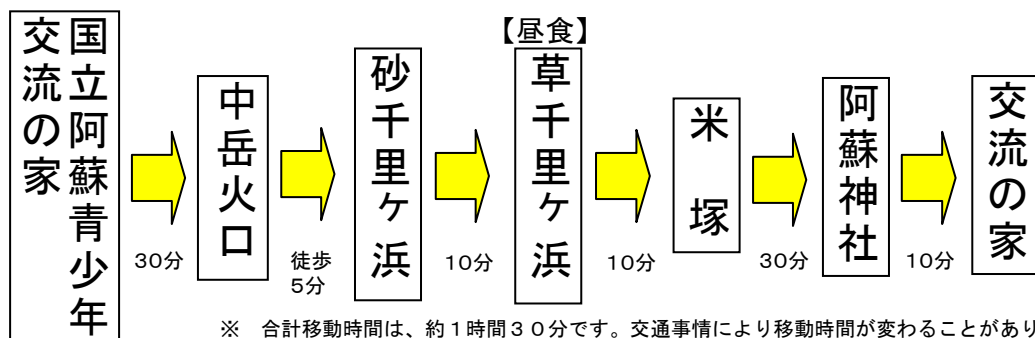 国立阿蘇青少年
交流の家
30分
中岳火口
徒歩
5分
砂千里ヶ浜
10分
【昼食】
草千里ヶ浜
10分
米塚
30分
阿蘇神社
10分
交流の家
※ 合計移動時間は、約1時間30分です。交通事情により移動時間が変わることがあり